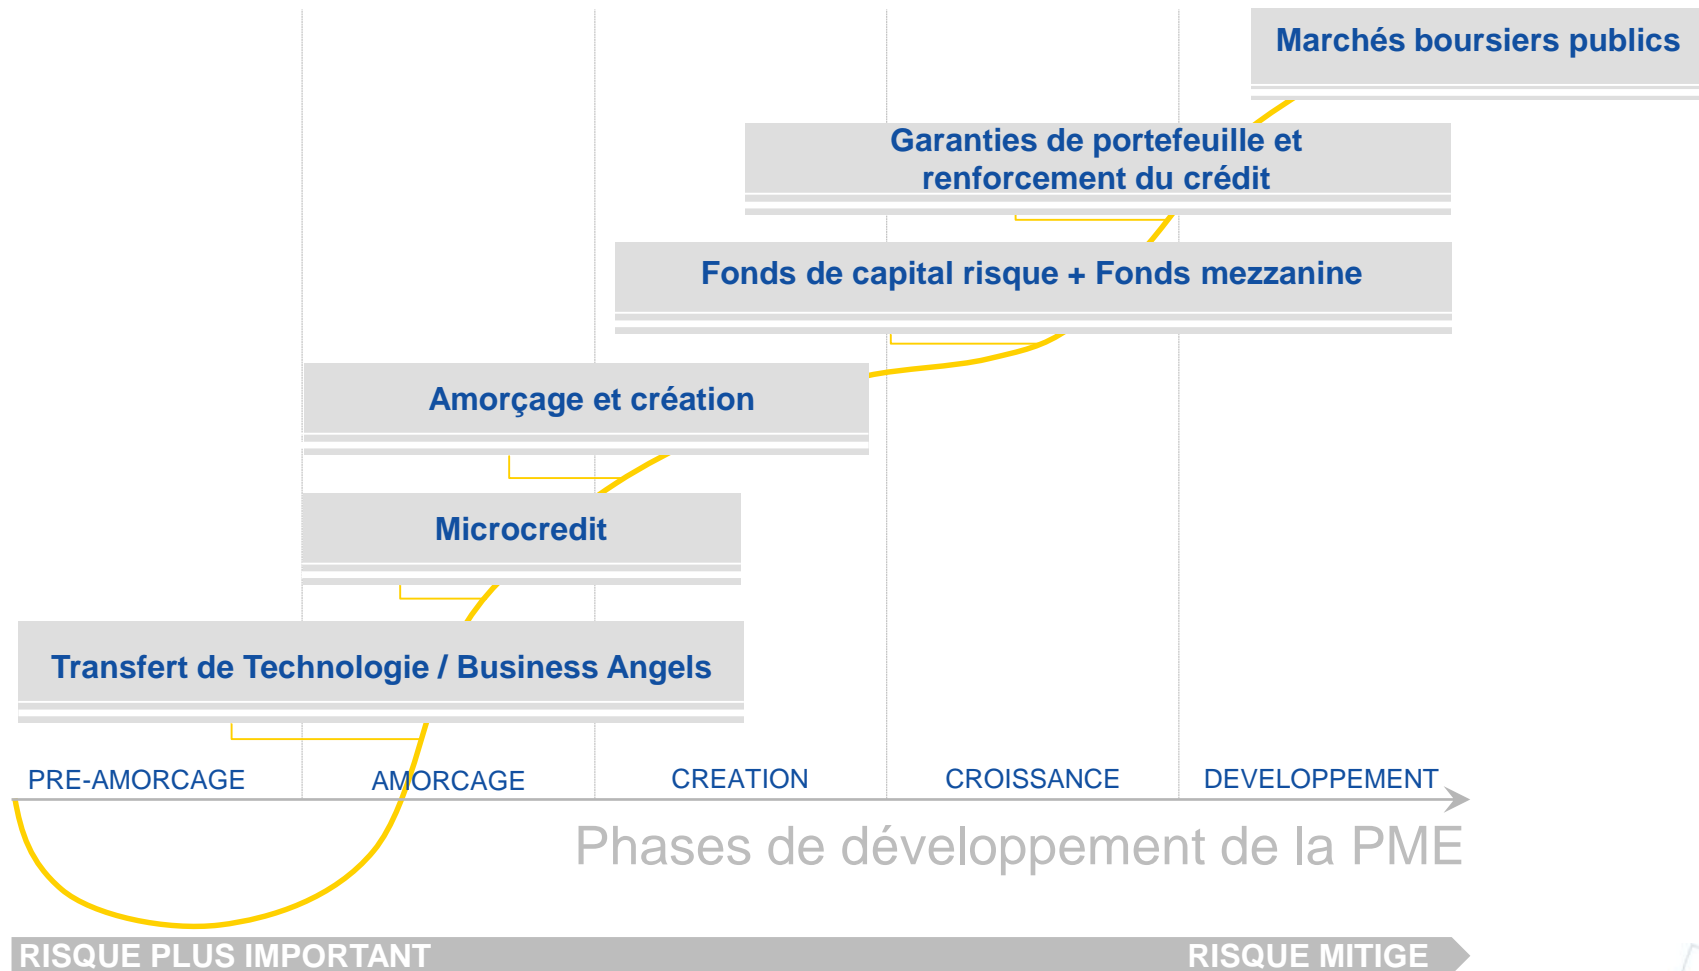 Marchés boursiers publics
Garanties de portefeuille et
renforcement du crédit
Fonds de capital risque + Fonds mezzanine
Amorçage et création
Microcredit
Transfert de Technologie / Business Angels
PRE-AMORCAGE AMORCAGE CREATION CROISSANCE DEVELOPPEMENT
Phases de développement de la PME
RISQUE PLUS IMPORTANT RISQUE MITIGE